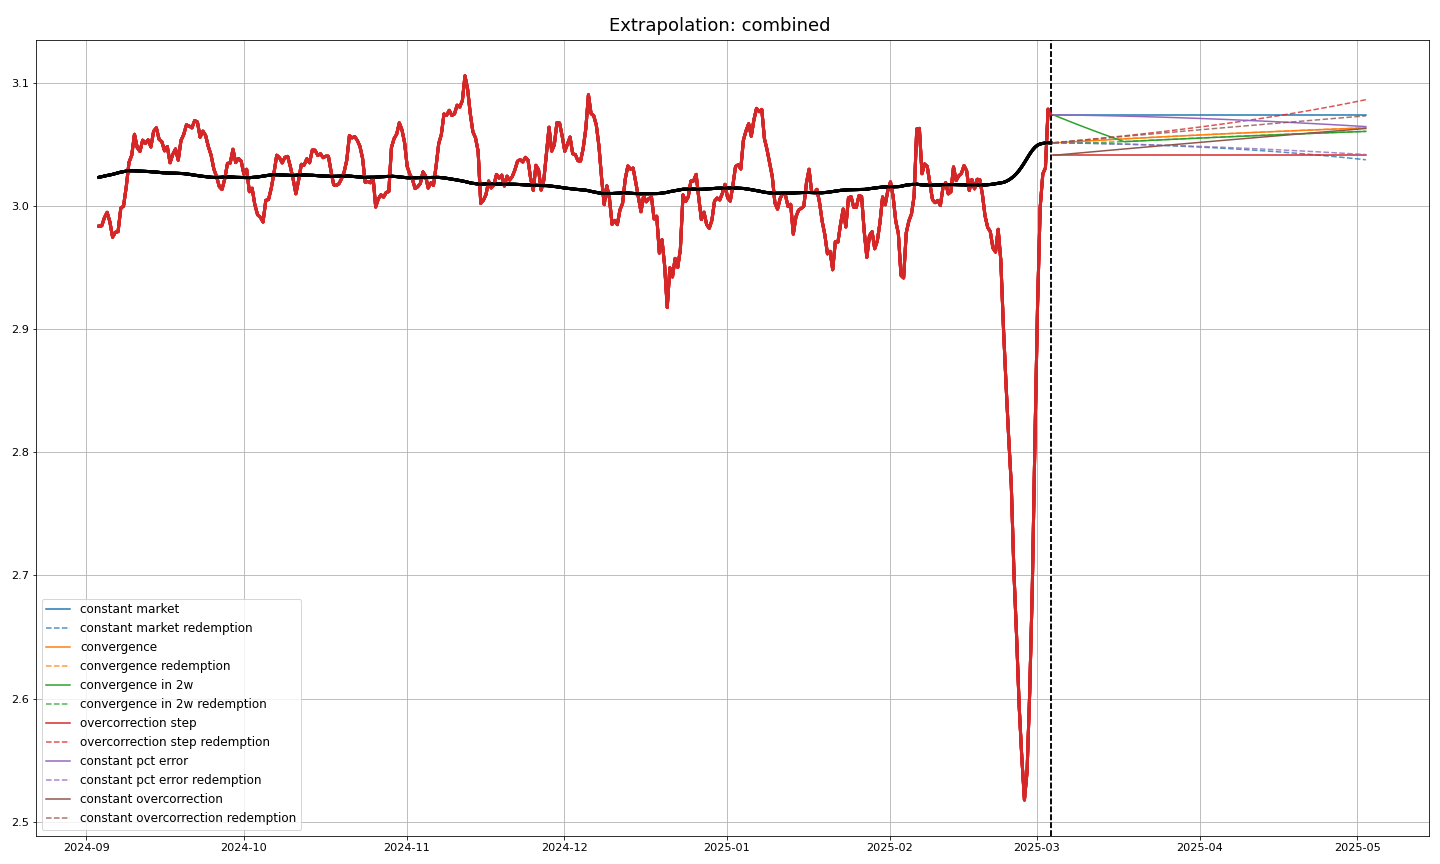 Extrapolation: combined
3.1
3.0
2.9
2.8
2.7
2.6
2.5
constant market
constant market redemption
convergence
convergence redemption
convergence in 2w
convergence in 2w redemption
overcorrection step
overcorrection step redemption
constant pct error
constant pct error redemption
constant overcorrection
constant overcorrection redemption
2024-09 2024-10 2024-11 2024-12 2025-01 2025-02 2025-03 2025-04 2025-05